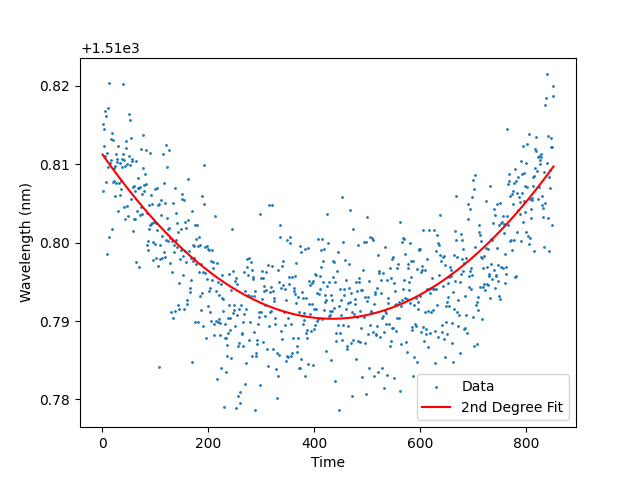 +1.51e3
0.82
0.81
0.80
0.79
0.78
Wavelength (nm)
0 200 400 600 800
Time
Data
2nd Degree Fit